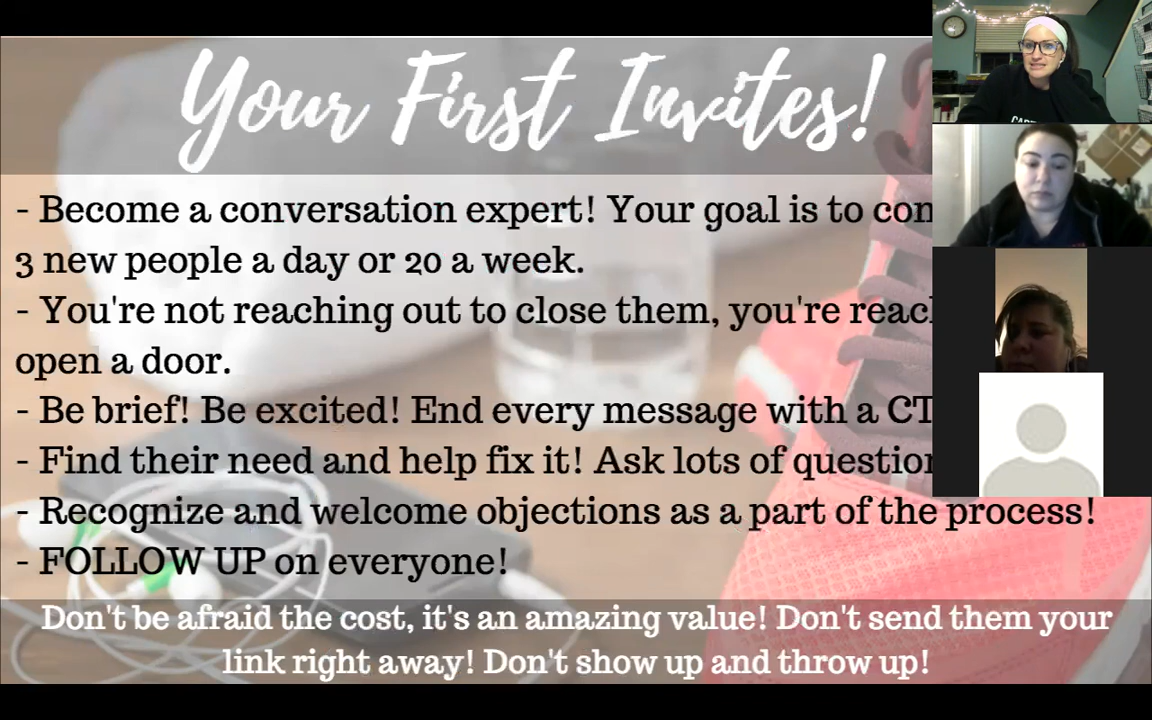 Your First Invites!
- Become a conversation expert! Your goal is to
3 new people a day or 20 a week.
- You're not reaching out to close them, you're
open a door.
- Be brief! Be excited! End every message with a
- Find their need and help fix it! Ask lots of
- Recognize and welcome objections as a part of the process!
- FOLLOW UP on everyone!
Don't be afraid the cost, it's an amazing value! Don't send them your
link right away! Don't show up and throw up!